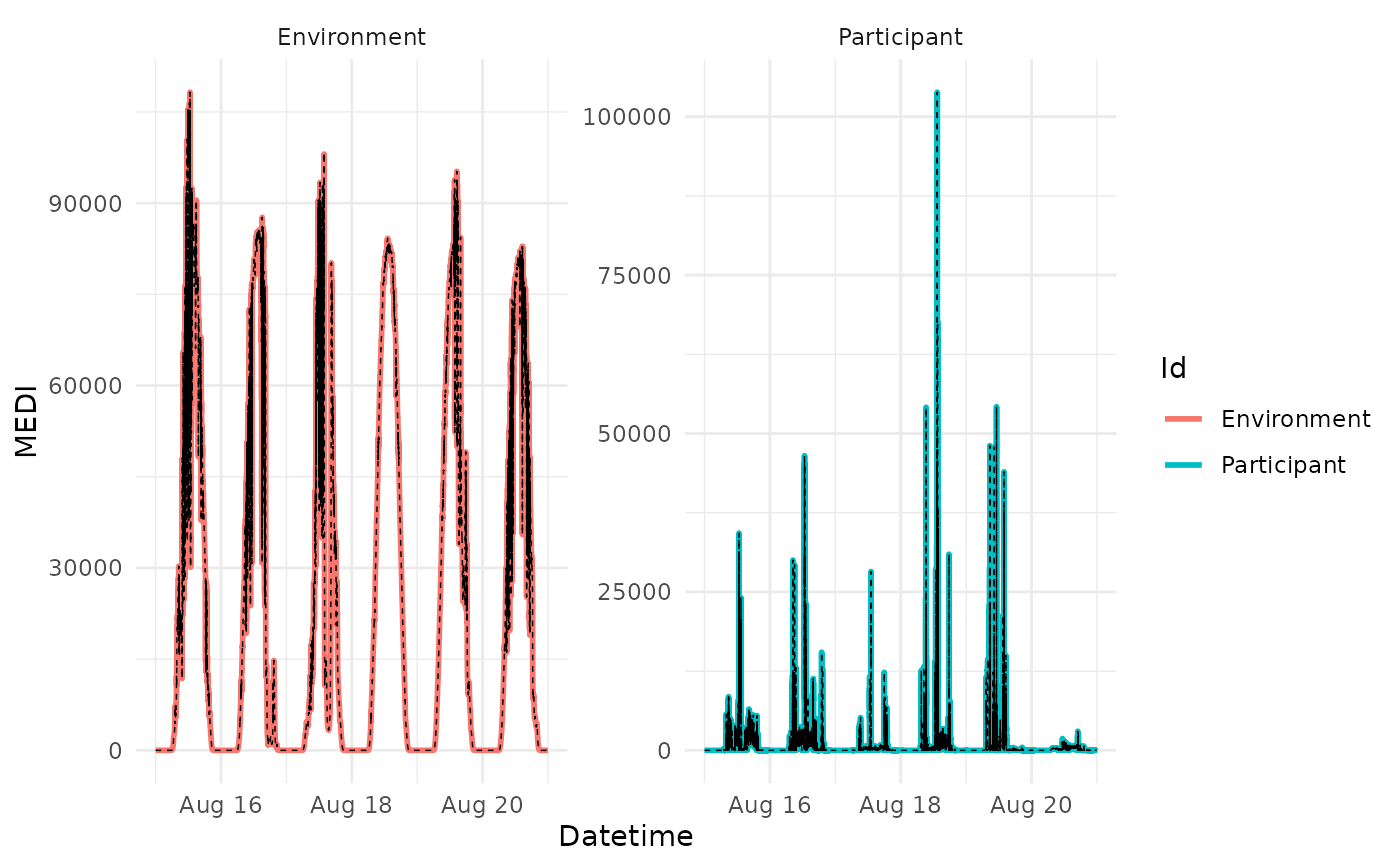 Environment
Participant
MEDI
90000
60000
30000
0
100000
75000
50000
25000
0
Aug 16
Aug 18
Aug 20
Aug 16
Aug 18
Aug 20
Datetime
Id
Environment
Participant